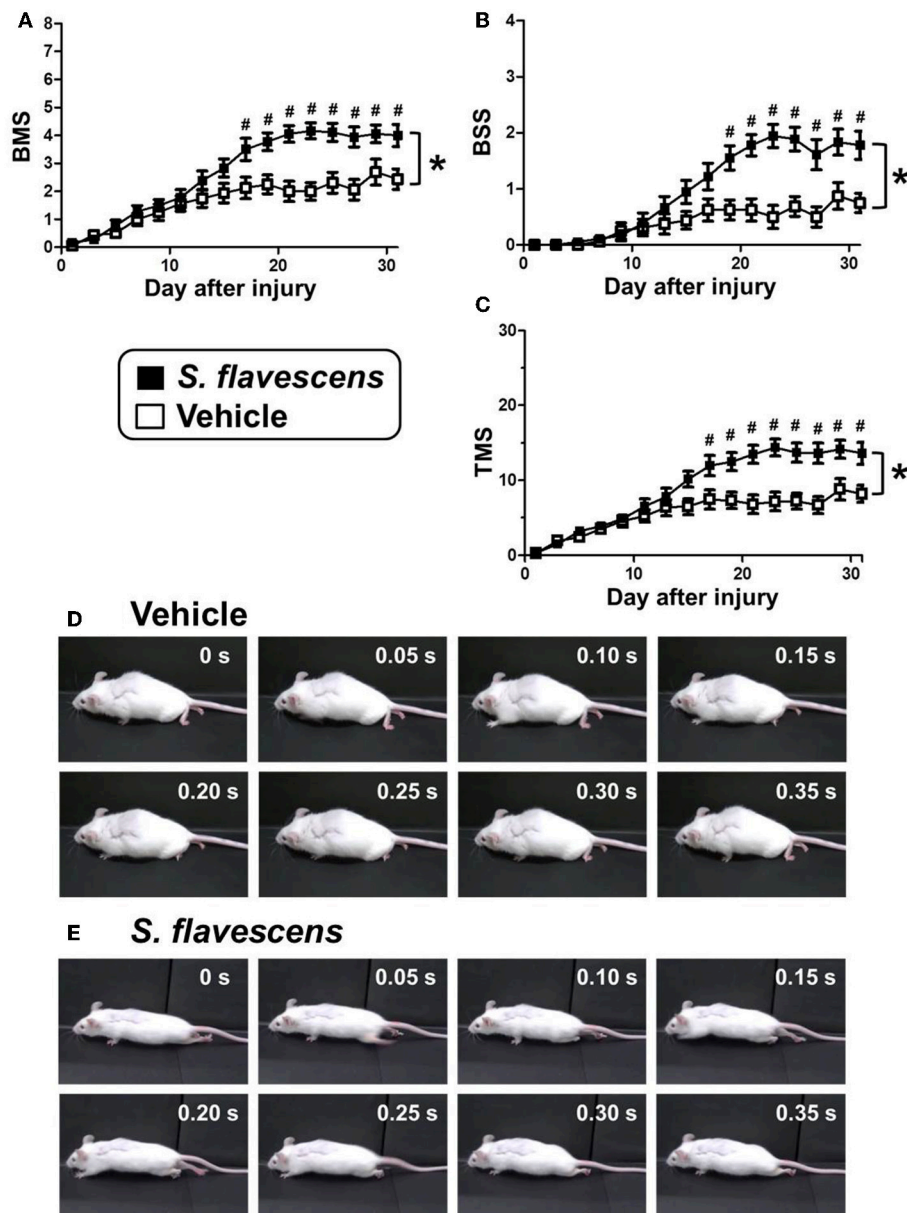 A
8
7
6
5
4
3
2
1
0
BMS
# # # # # # # #
*
0 10 20 30
Day after injury
B
4
3
2
1
0
BSS
# # # # # # #
*
0 10 20 30
Day after injury
S. flavescens
Vehicle
C
30
20
10
0
TMS
# # # # # # # #
*
0 10 20 30
Day after injury
D Vehicle
0 s 0.05 s 0.10 s 0.15 s
0.20 s 0.25 s 0.30 s 0.35 s
E S. flavescens
0 s 0.05 s 0.10 s 0.15 s
0.20 s 0.25 s 0.30 s 0.35 s